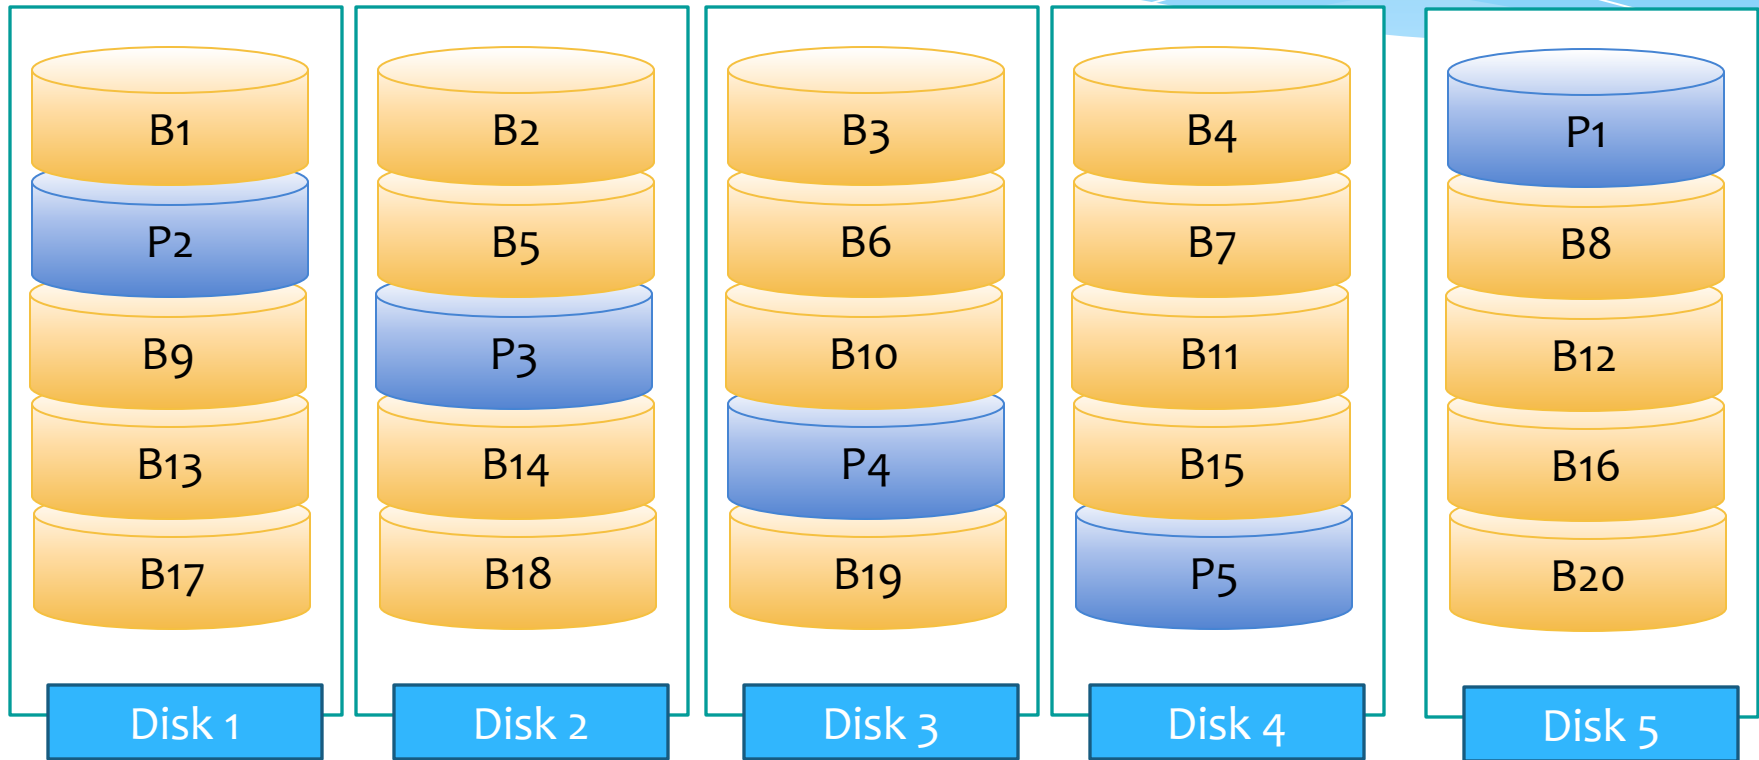 B1 B2 B3 B4 P1
P2 B5 B6 B7 B8
B9 P3 B10 B11 B12
B13 B14 P4 B15 B16
B17 B18 B19 P5 B20
Disk 1 Disk 2 Disk 3 Disk 4 Disk 5